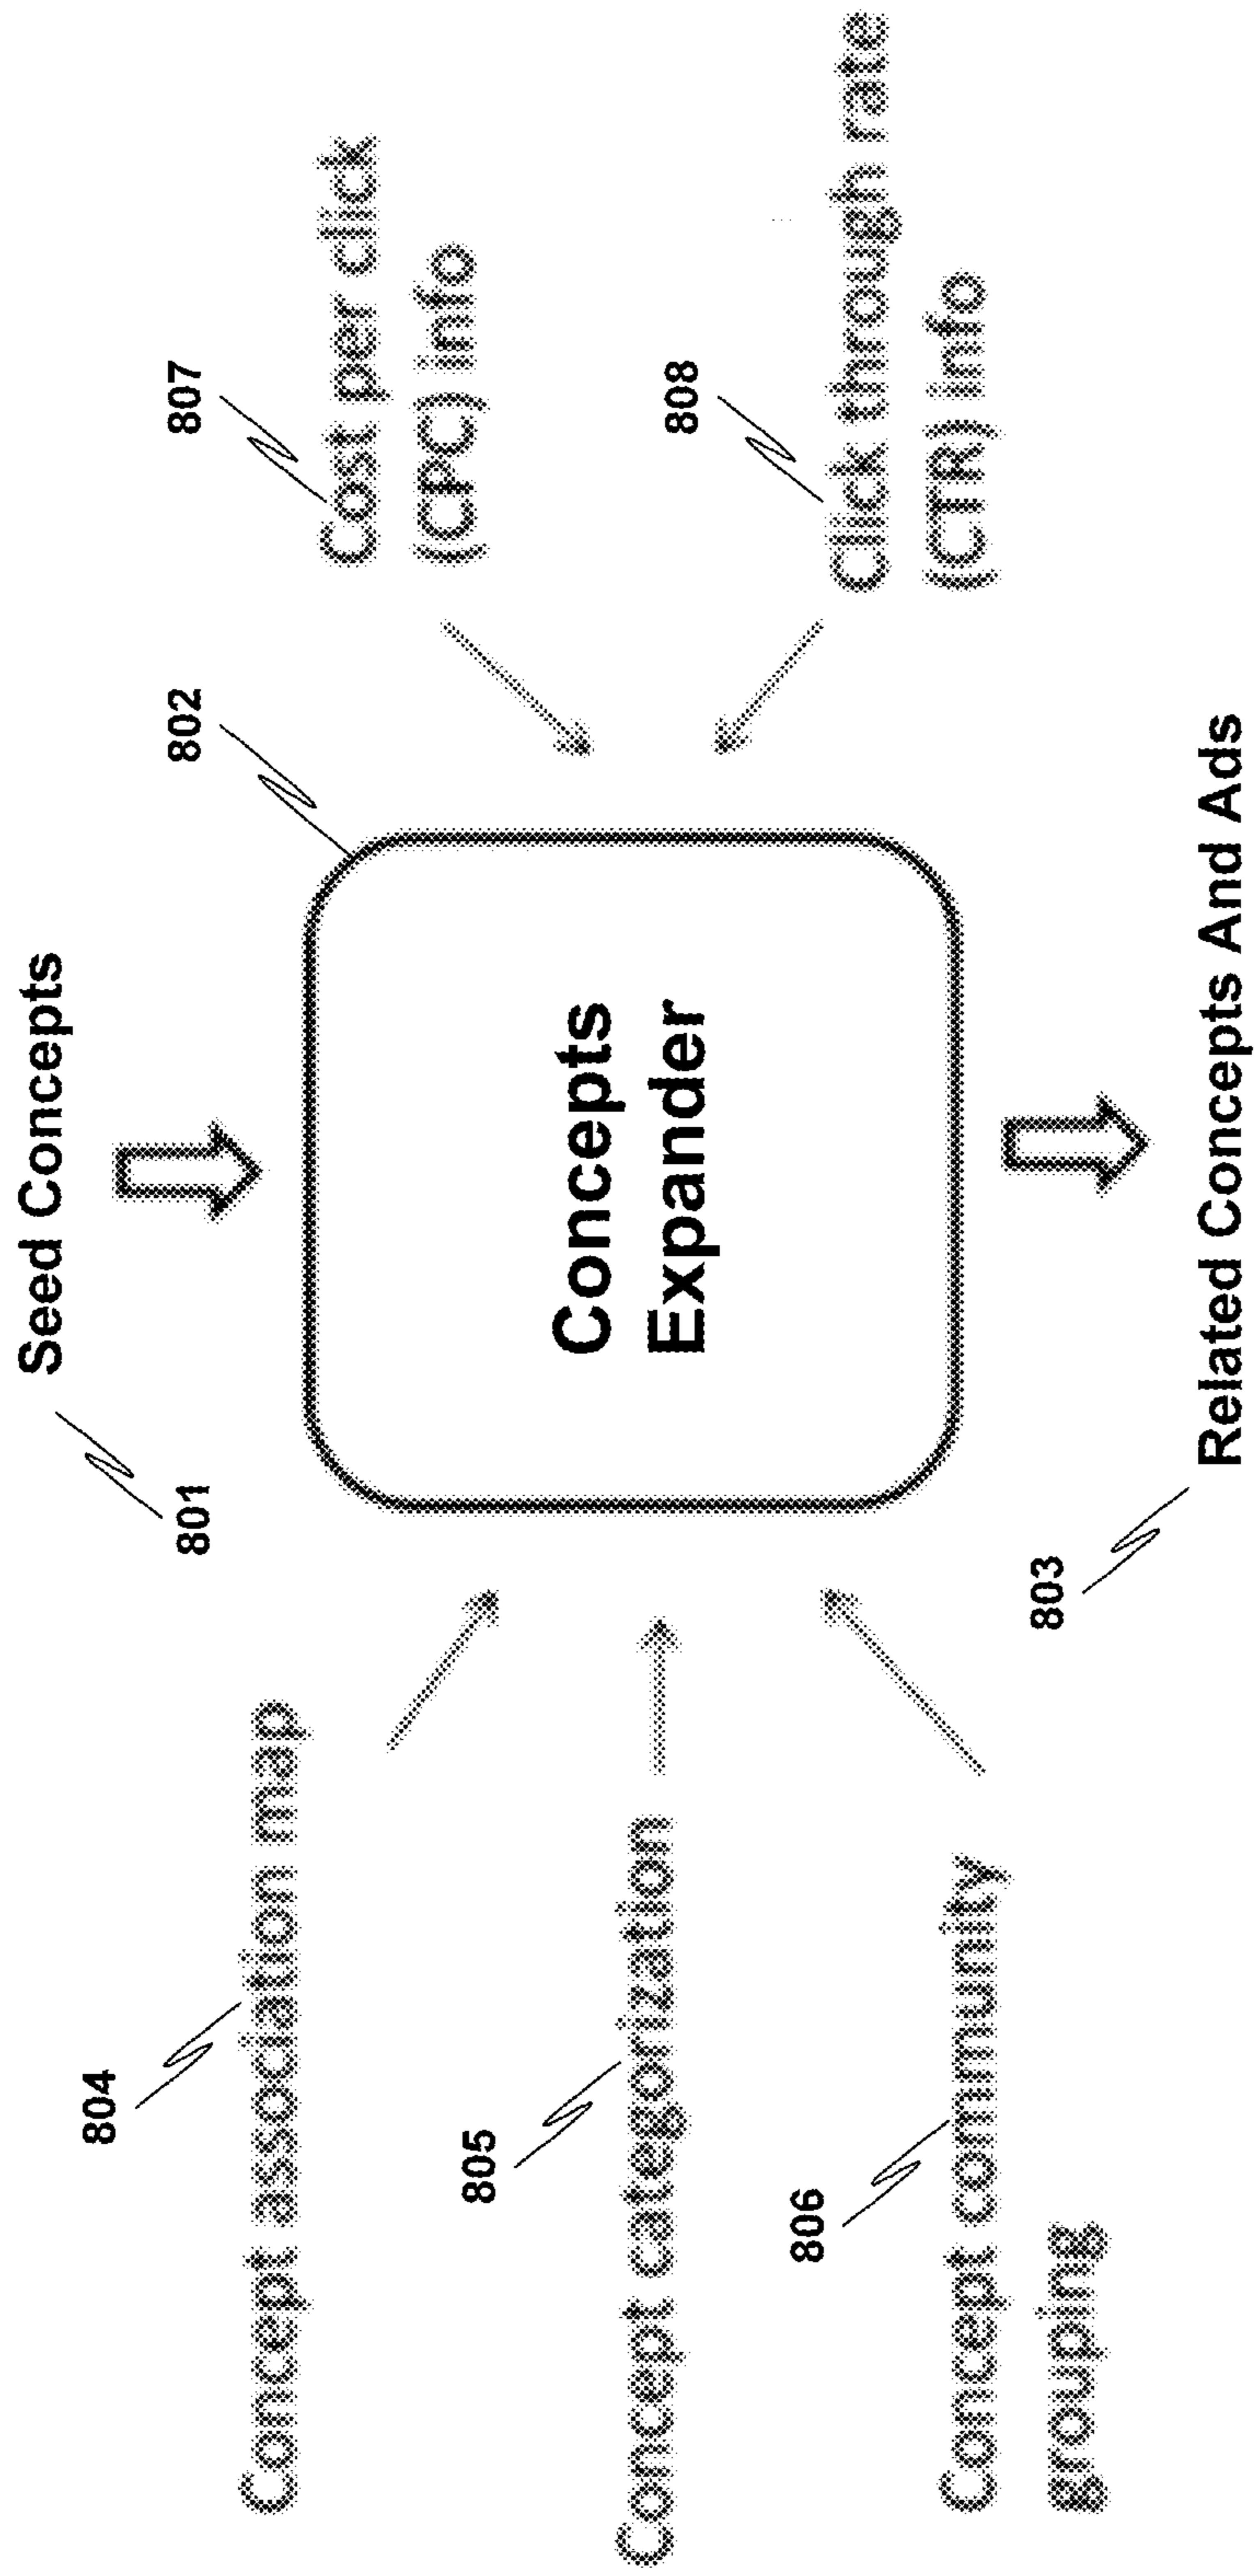 Seed Concepts
801
802
807
Cost per click
(CPC) info
804
Concept association map
Concepts
Expander
805
Concept categorization
808
Click through rate
(CTR) info
806
Concept community
grouping
803
Related Concepts And Ads